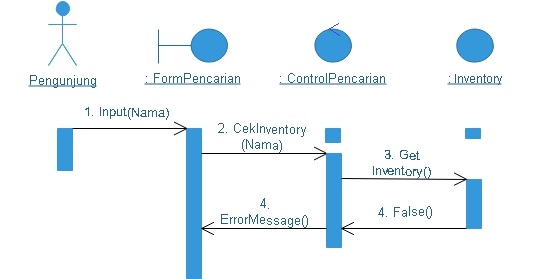 Pengunjung
: FormPencarian
: ControlPencarian
: Inventory
1. Input(Nama)
2. CekInventory
(Nama)
3. Get
Inventory()
4. False()
4.
ErrorMessage()